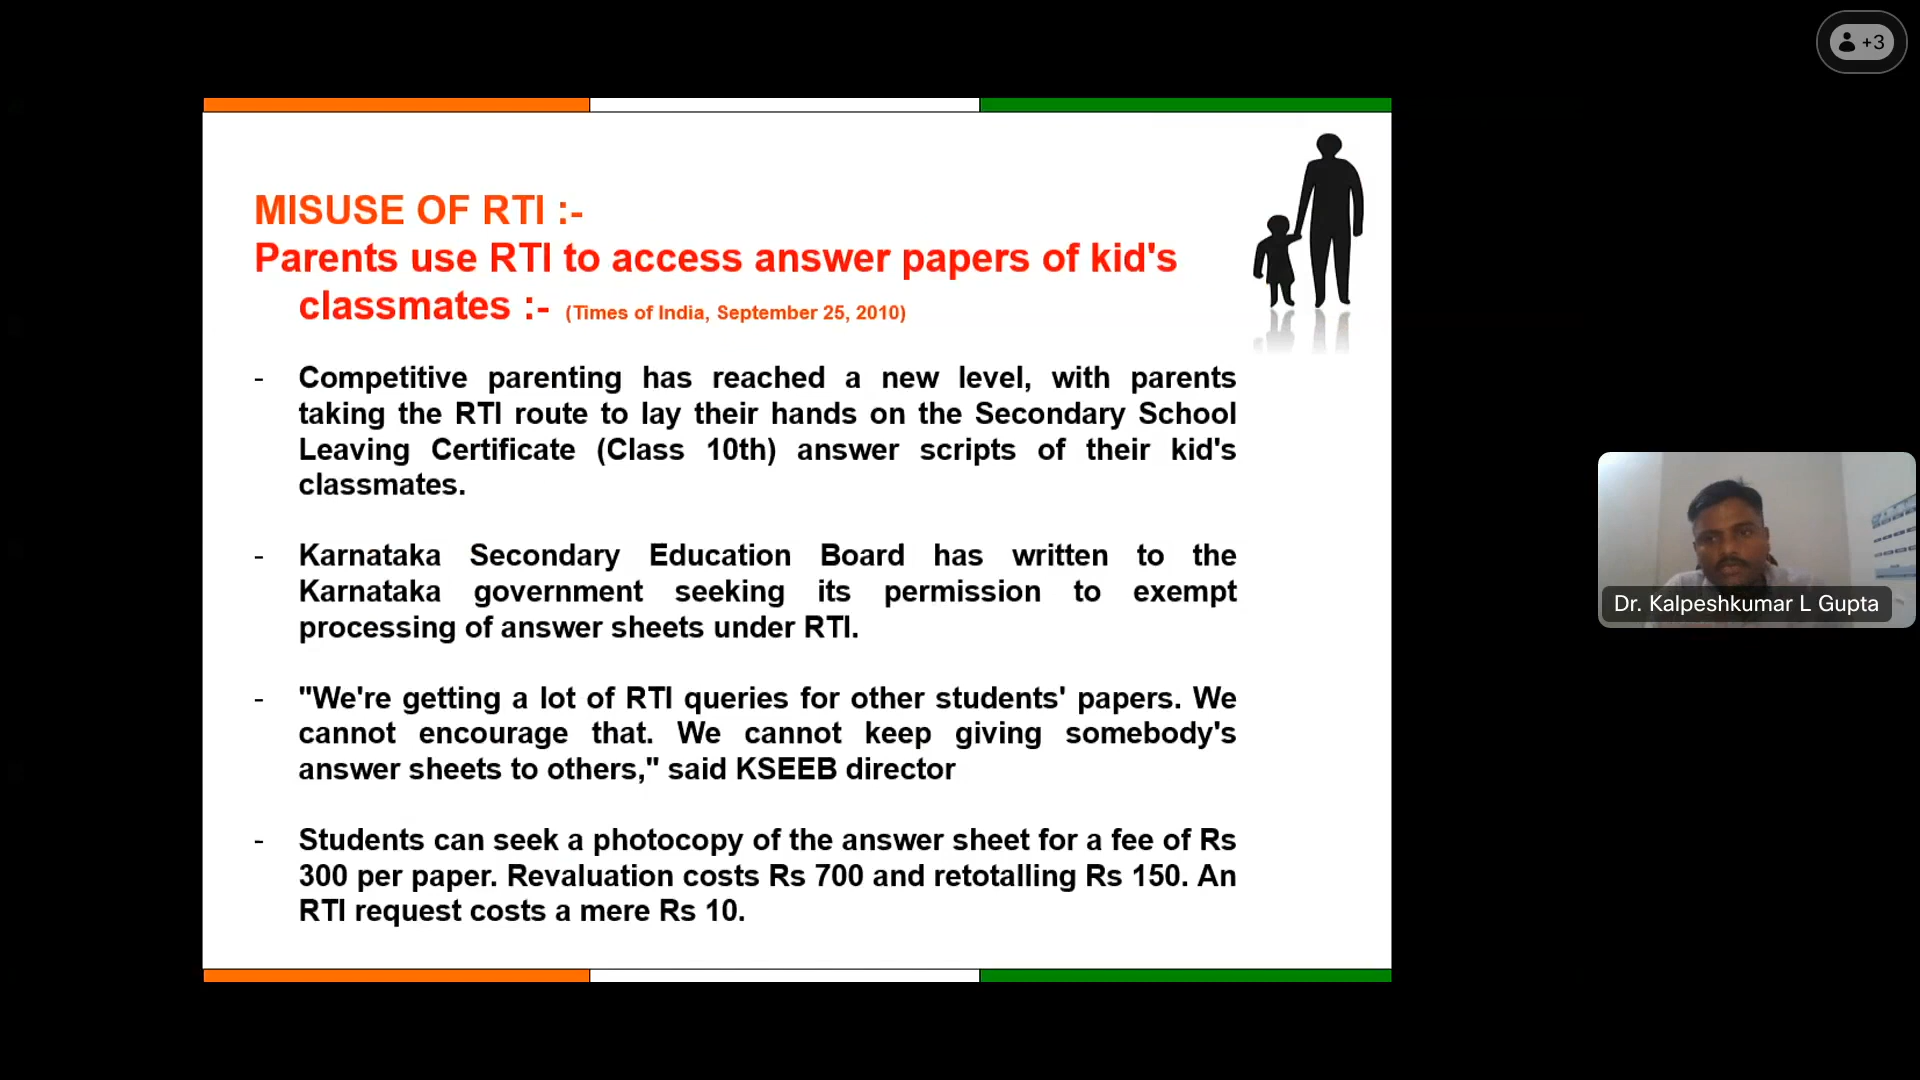 +3
MISUSE OF RTI :-
Parents use RTI to access answer papers of kid's
classmates :- (Times of India, September 25, 2010)
- Competitive parenting has reached a new level, with parents
taking the RTI route to lay their hands on the Secondary School
Leaving Certificate (Class 10th) answer scripts of their kid's
classmates.
- Karnataka Secondary Education Board has written to the
Karnataka government seeking its permission to exempt
processing of answer sheets under RTI.
- "We're getting a lot of RTI queries for other students' papers. We
cannot encourage that. We cannot keep giving somebody's
answer sheets to others," said KSEEB director
- Students can seek a photocopy of the answer sheet for a fee of Rs
300 per paper. Revaluation costs Rs 700 and retotalling Rs 150. An
RTI request costs a mere Rs 10.
Dr. Kalpeshkumar L Gupta